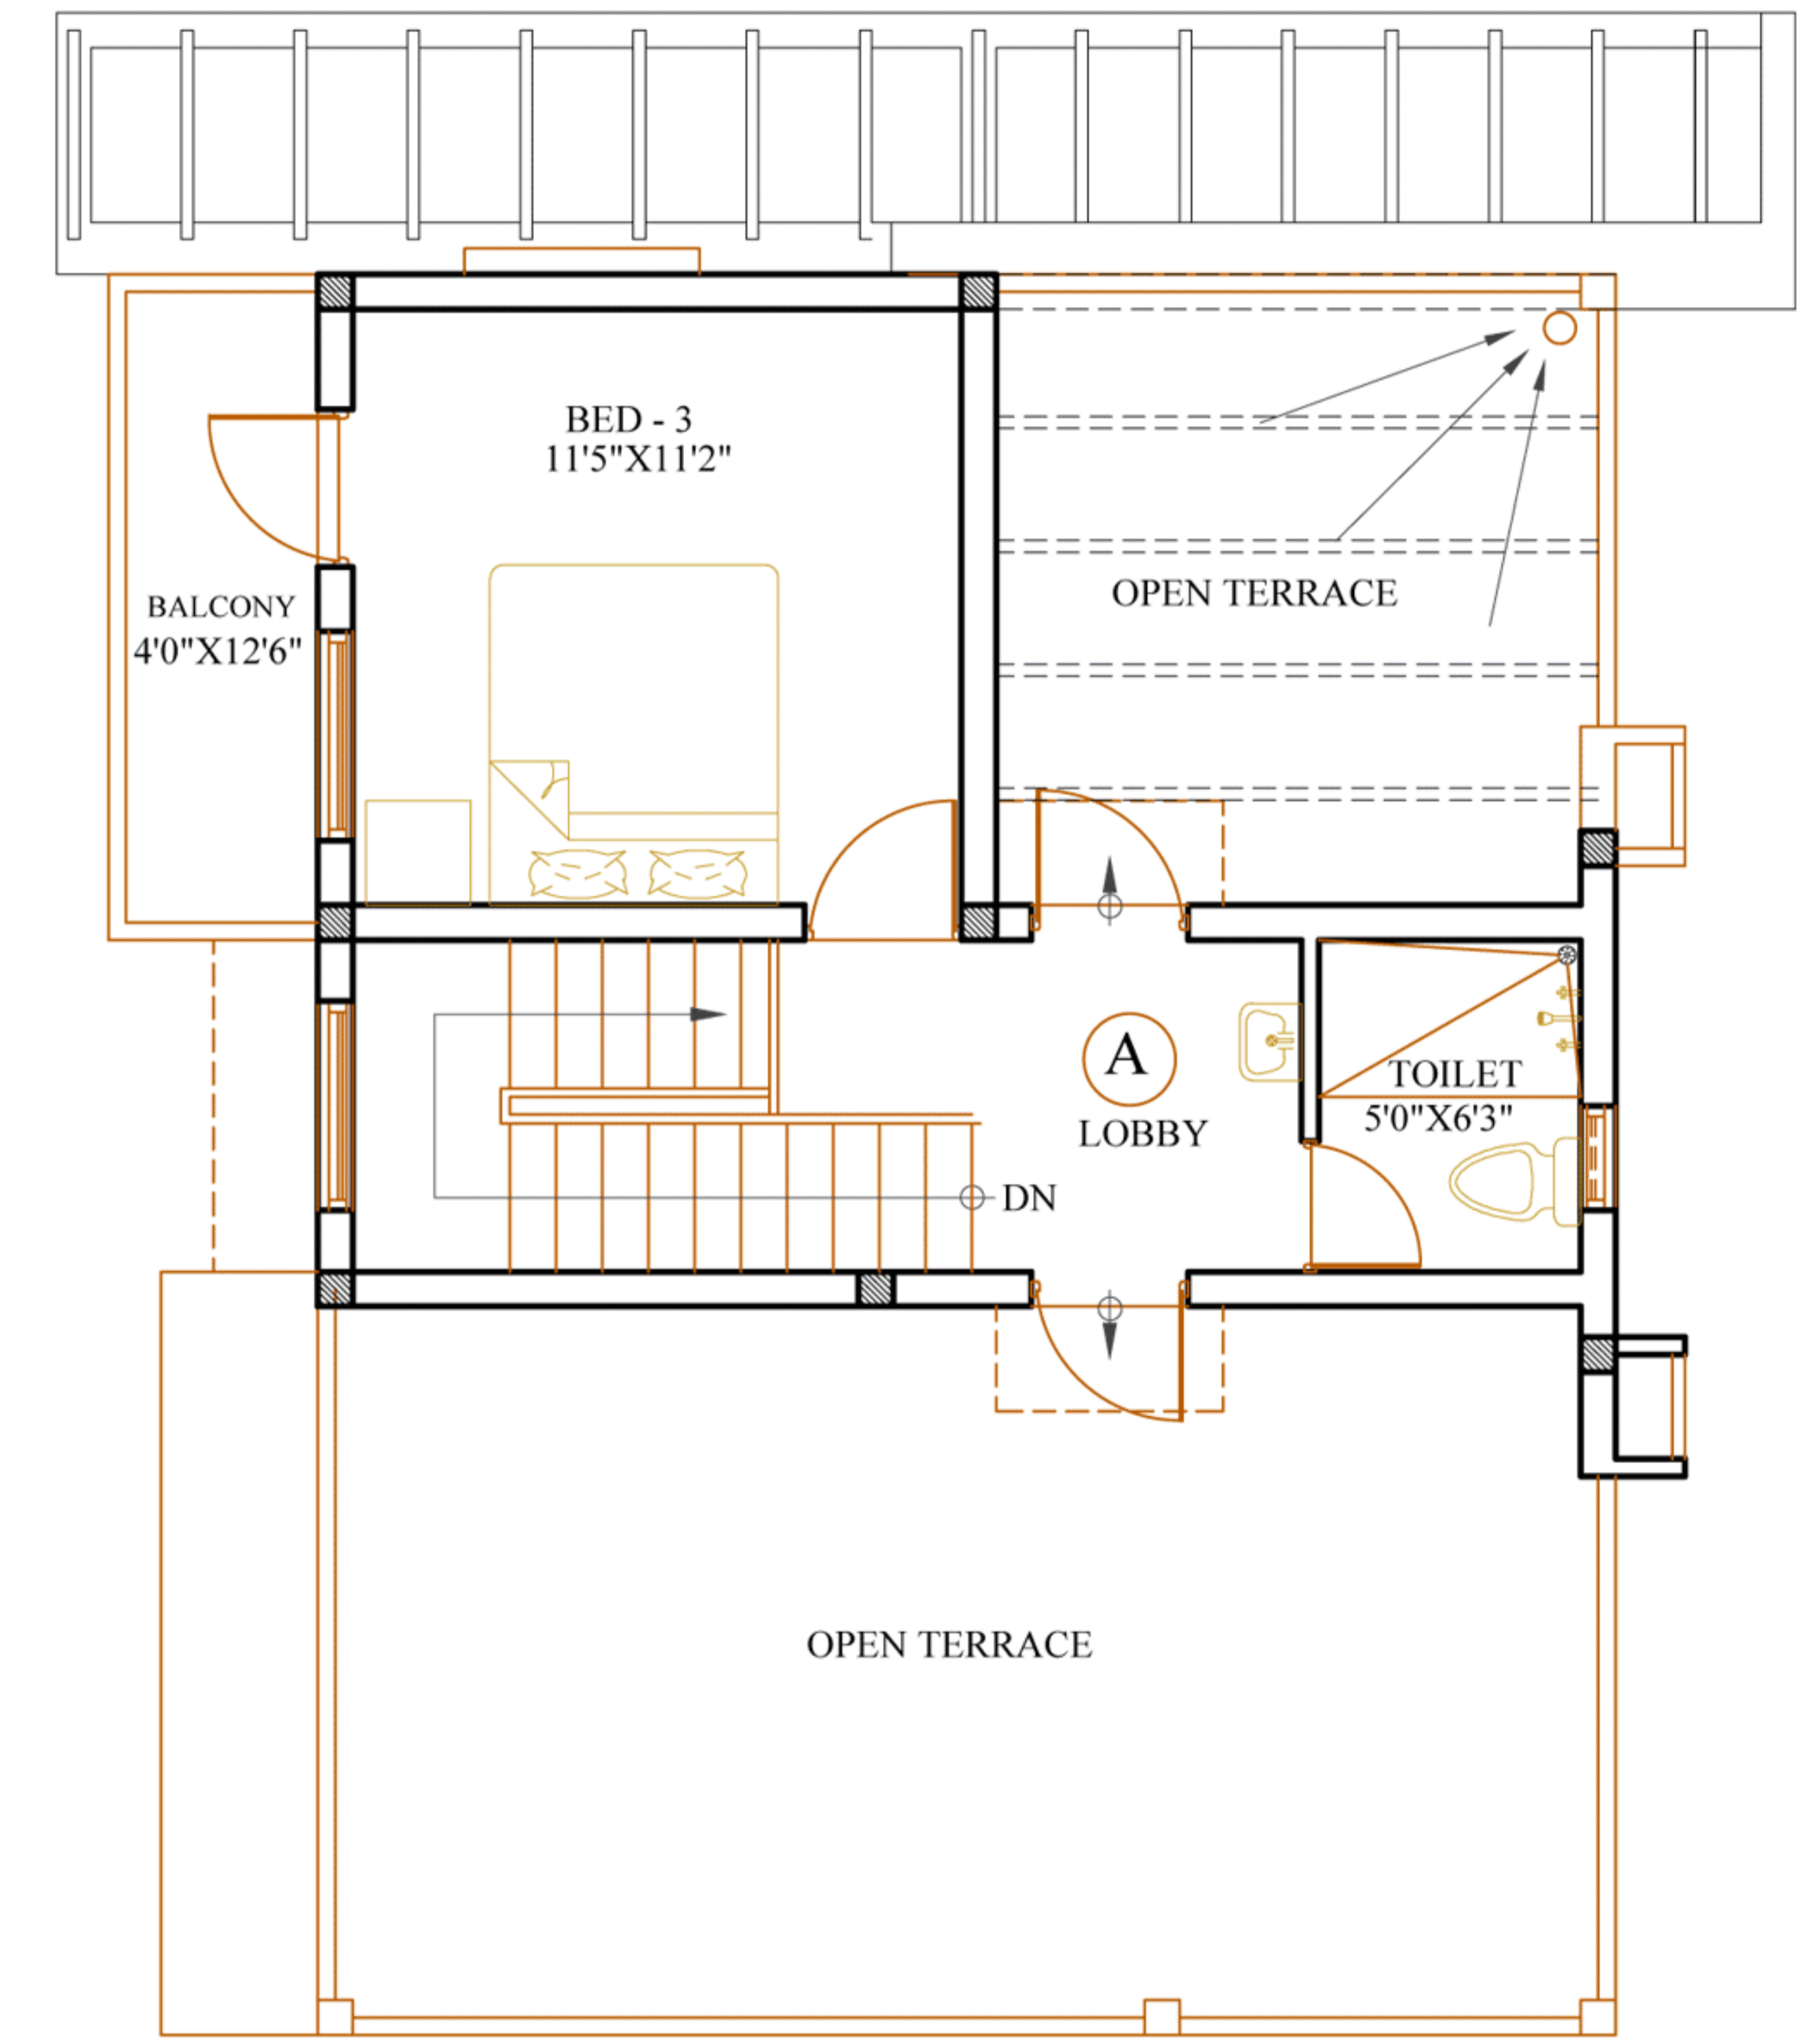 BED - 3
11'5"X11'2"
OPEN TERRACE
BALCONY
4'0"X12'6"
A
LOBBY
TOILET
5'0"X6'3"
DN
OPEN TERRACE